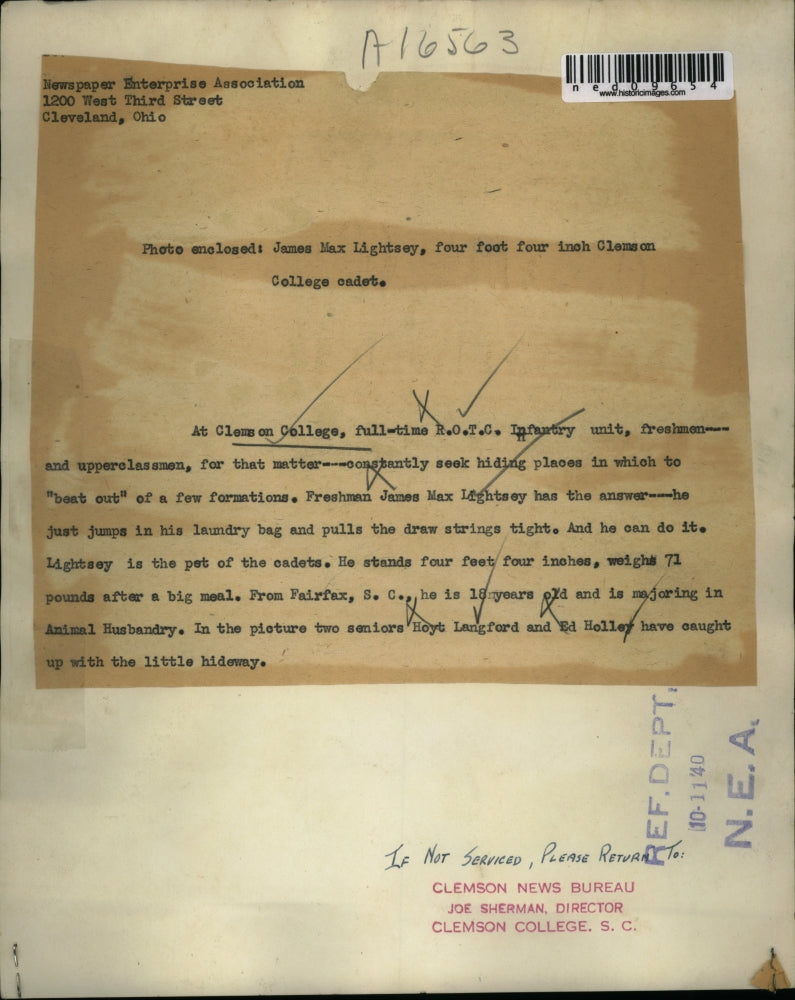 A16563
ned09654
www.historicimages.com
Newspaper Enterprise Association
1200 West Third Street
Cleveland, Ohio
Photo enclosed: James Max Lightsey, four foot four inch Clemson
College cadet.
At Clemson College, full-time R.O.T.C. Infantry unit, freshmen---
and upperclassmen, for that matter---constantly seek hiding places in which to
"beat out" of a few formations. Freshman James Max Lightsey has the answer---he
just jumps in his laundry bag and pulls the draw strings tight. And he can do it.
Lightsey is the pet of the cadets. He stands four feet four inches, weighs 71
pounds after a big meal. From Fairfax, S. C., he is 18 years old and is majoring in
Animal Husbandry. In the picture two seniors Hoyt Langford and Ed Holley have caught
up with the little hideway.
REF. DEPT.
10-11'40
N.E.A.
IF NOT SERVICED, PLEASE RETURN TO:
CLEMSON NEWS BUREAU
JOE SHERMAN, DIRECTOR
CLEMSON COLLEGE. S. C.